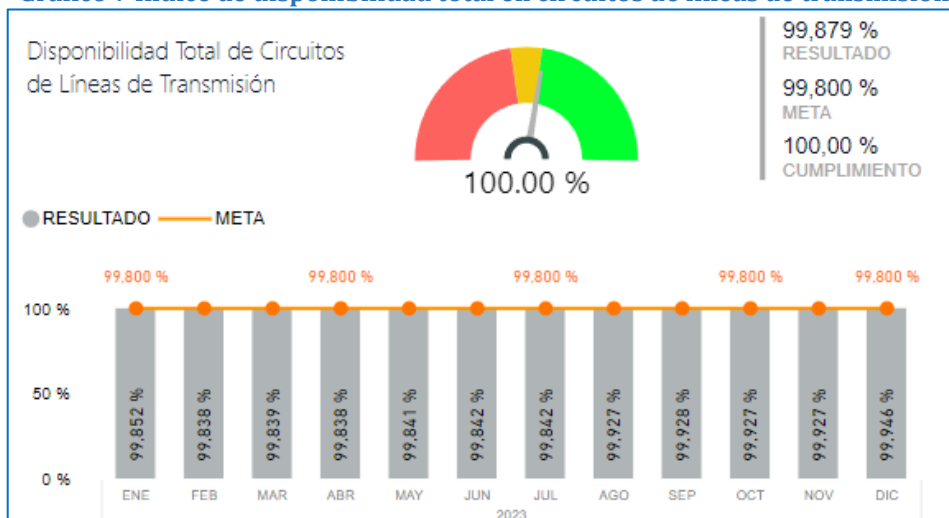 Disponibilidad Total de Circuitos
de Líneas de Transmisión
100.00 %
99,879 %
RESULTADO
99,800 %
META
100,00 %
CUMPLIMIENTO
RESULTADO META
99,800 % 99,800 % 99,800 % 99,800 % 99,800 %
100 %
50 %
0 %
99,852 % 99,838 % 99,839 % 99,838 % 99,841 % 99,842 % 99,842 % 99,927 % 99,928 % 99,927 % 99,927 % 99,946 %
ENE FEB MAR ABR MAY JUN JUL AGO SEP OCT NOV DIC
2023